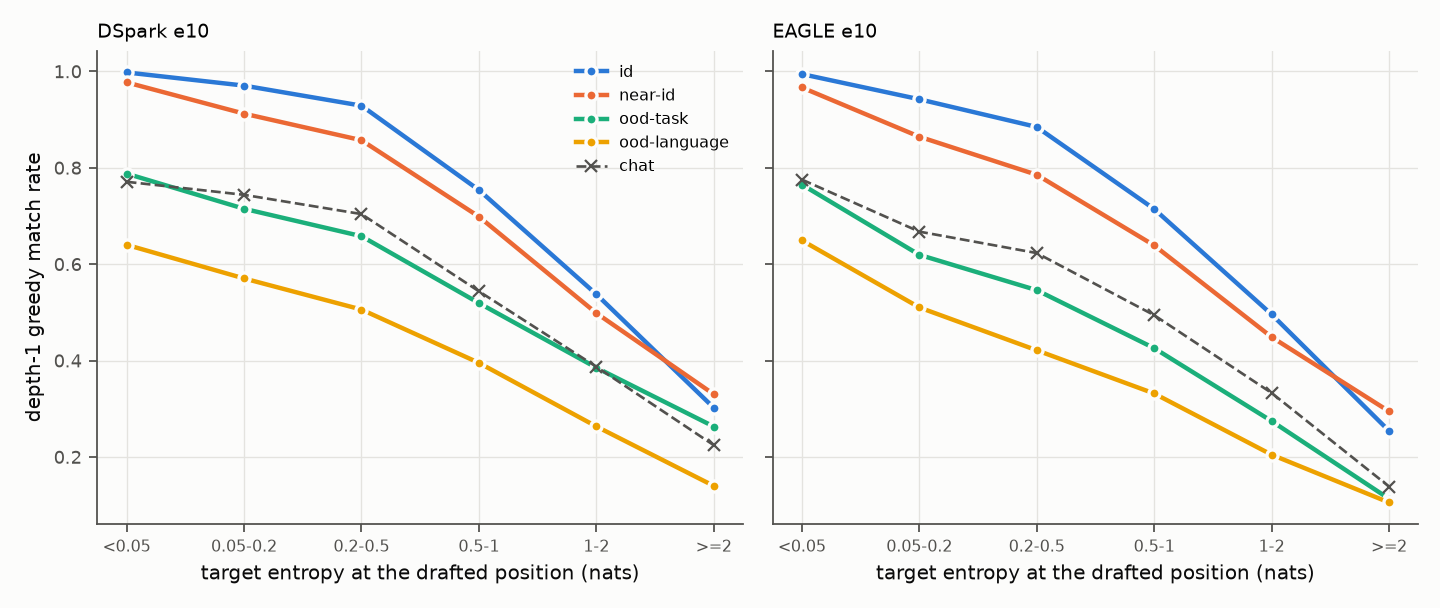 DSpark e10
EAGLE e10
depth-1 greedy match rate
1.0
0.8
0.6
0.4
0.2
id
near-id
ood-task
ood-language
chat
<0.05 0.05-0.2 0.2-0.5 0.5-1 1-2 >=2
<0.05 0.05-0.2 0.2-0.5 0.5-1 1-2 >=2
target entropy at the drafted position (nats)
target entropy at the drafted position (nats)